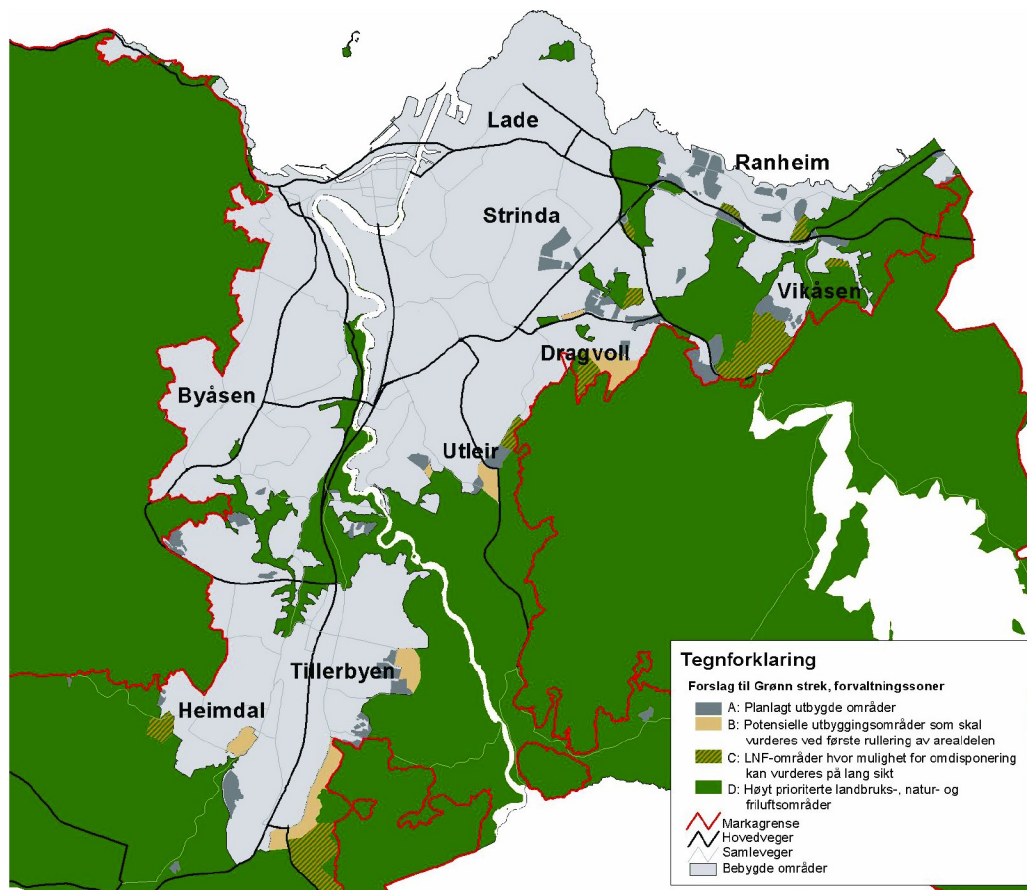 Lade
Ranheim
Strinda
Vikåsen
Dragvoll
Byåsen
Utleir
Tillerbyen
Heimdal
Tegnforklaring
Forslag til Grønn strek, forvaltningssoner
A: Planlagt utbygde områder
B: Potensielle utbyggingsområder som skal
vurderes ved første rullering av arealdelen
C: LNF-områder hvor mulighet for omdisponering
kan vurderes på lang sikt
D: Høyt prioriterte landbruks-, natur- og
friluftsområder
Markagrense
Hovedveger
Samleveger
Bebygde områder